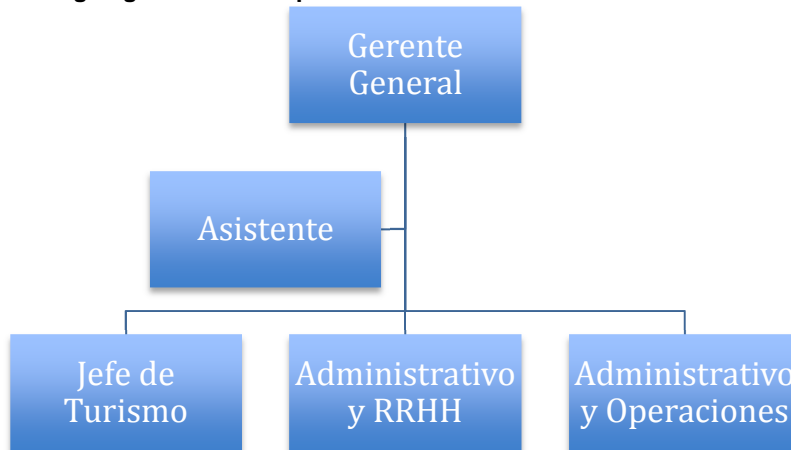 Gerente
General
Asistente
Jefe de
Turismo
Administrativo
y RRHH
Administrativo
y Operaciones